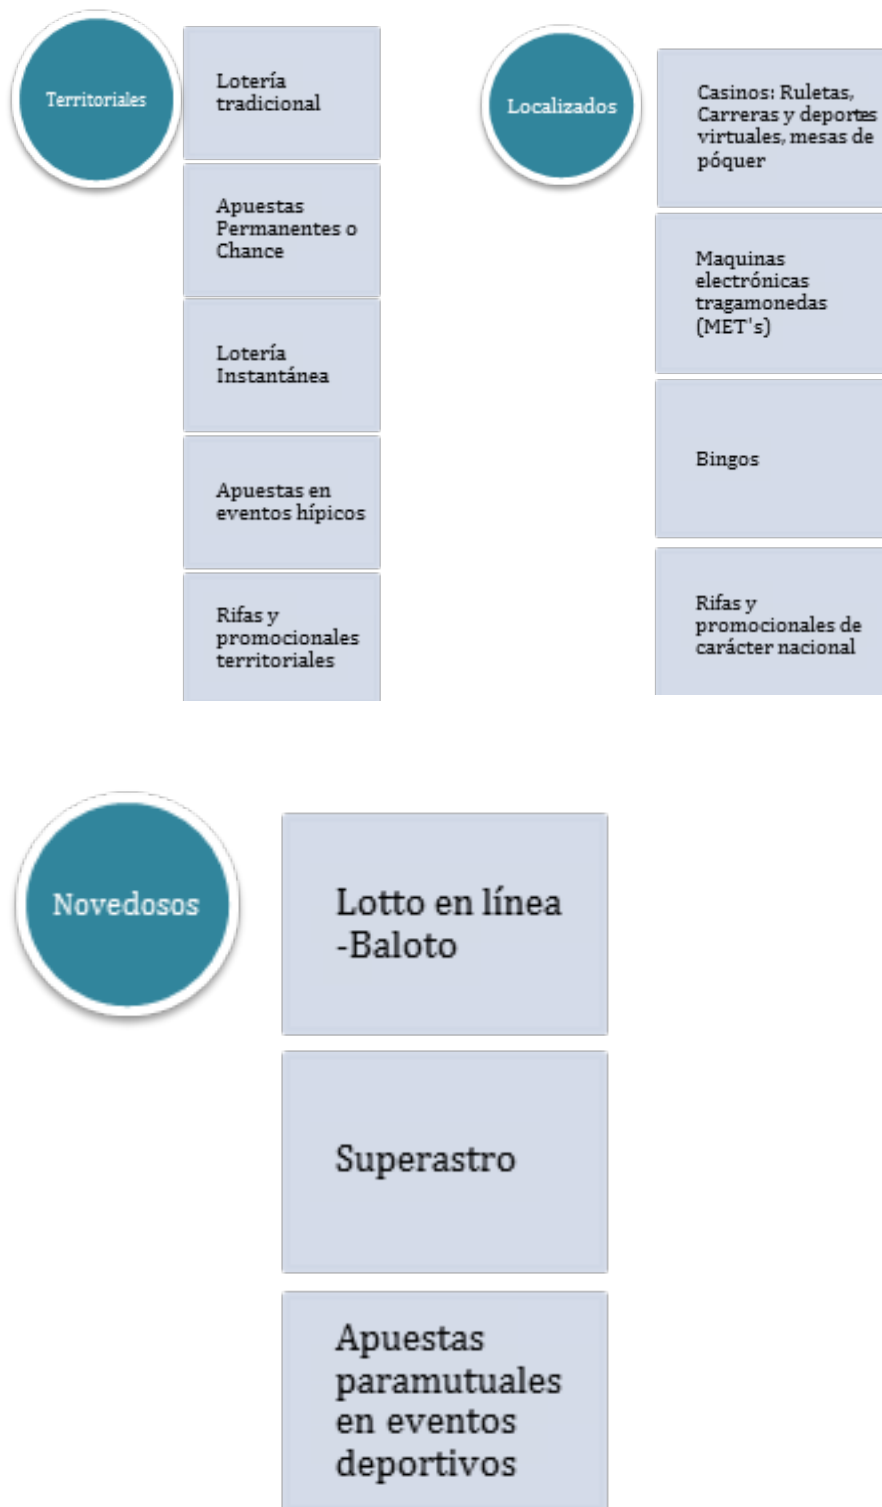 Territoriales
Lotería
tradicional
Apuestas
Permanentes o
Chance
Lotería
Instantánea
Apuestas en
eventos hípicos
Rifas y
promocionales
territoriales
Localizados
Casinos: Ruletas,
Carreras y deportes
virtuales, mesas de
póquer
Maquinas
electrónicas
tragamonedas
(MET's)
Bingos
Rifas y
promocionales de
carácter nacional
Novedosos
Lotto en línea
-Baloto
Superastro
Apuestas
paramutuales
en eventos
deportivos